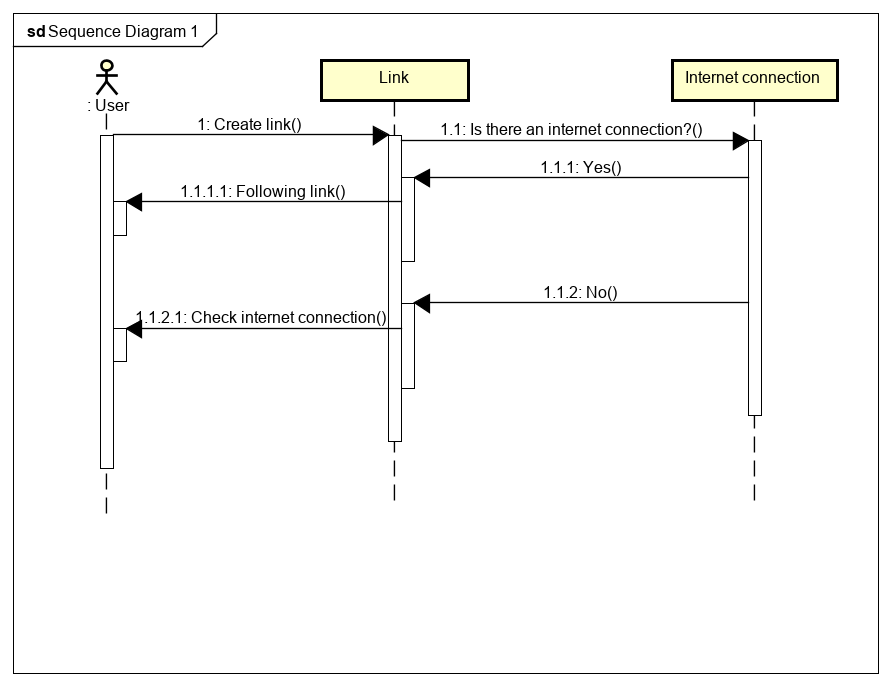 sd Sequence Diagram 1
: User
Link
Internet connection
1: Create link()
1.1: Is there an internet connection?()
1.1.1: Yes()
1.1.1.1: Following link()
1.1.2: No()
1.1.2.1: Check internet connection()